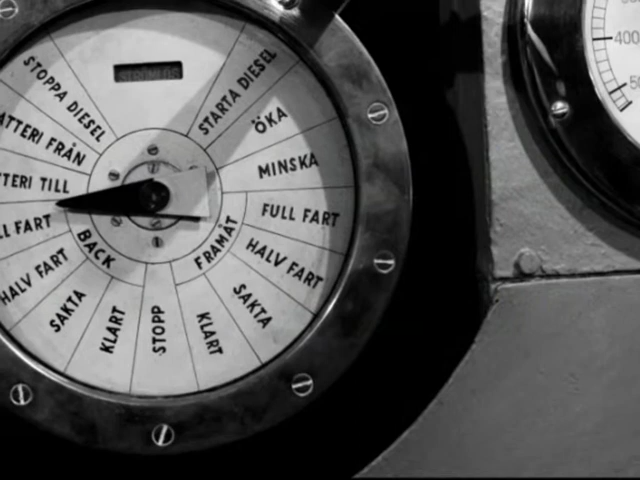 STOPPA DIESEL
STARTA DIESEL
ATTERI FRÅN
ÖKA
TTERI TILL
MINSKA
LL FART
FULL FART
HALV FART
HALV FART
BACK
FRAMÅT
SAKTA
SAKTA
KLART
STOPP
KLART
400